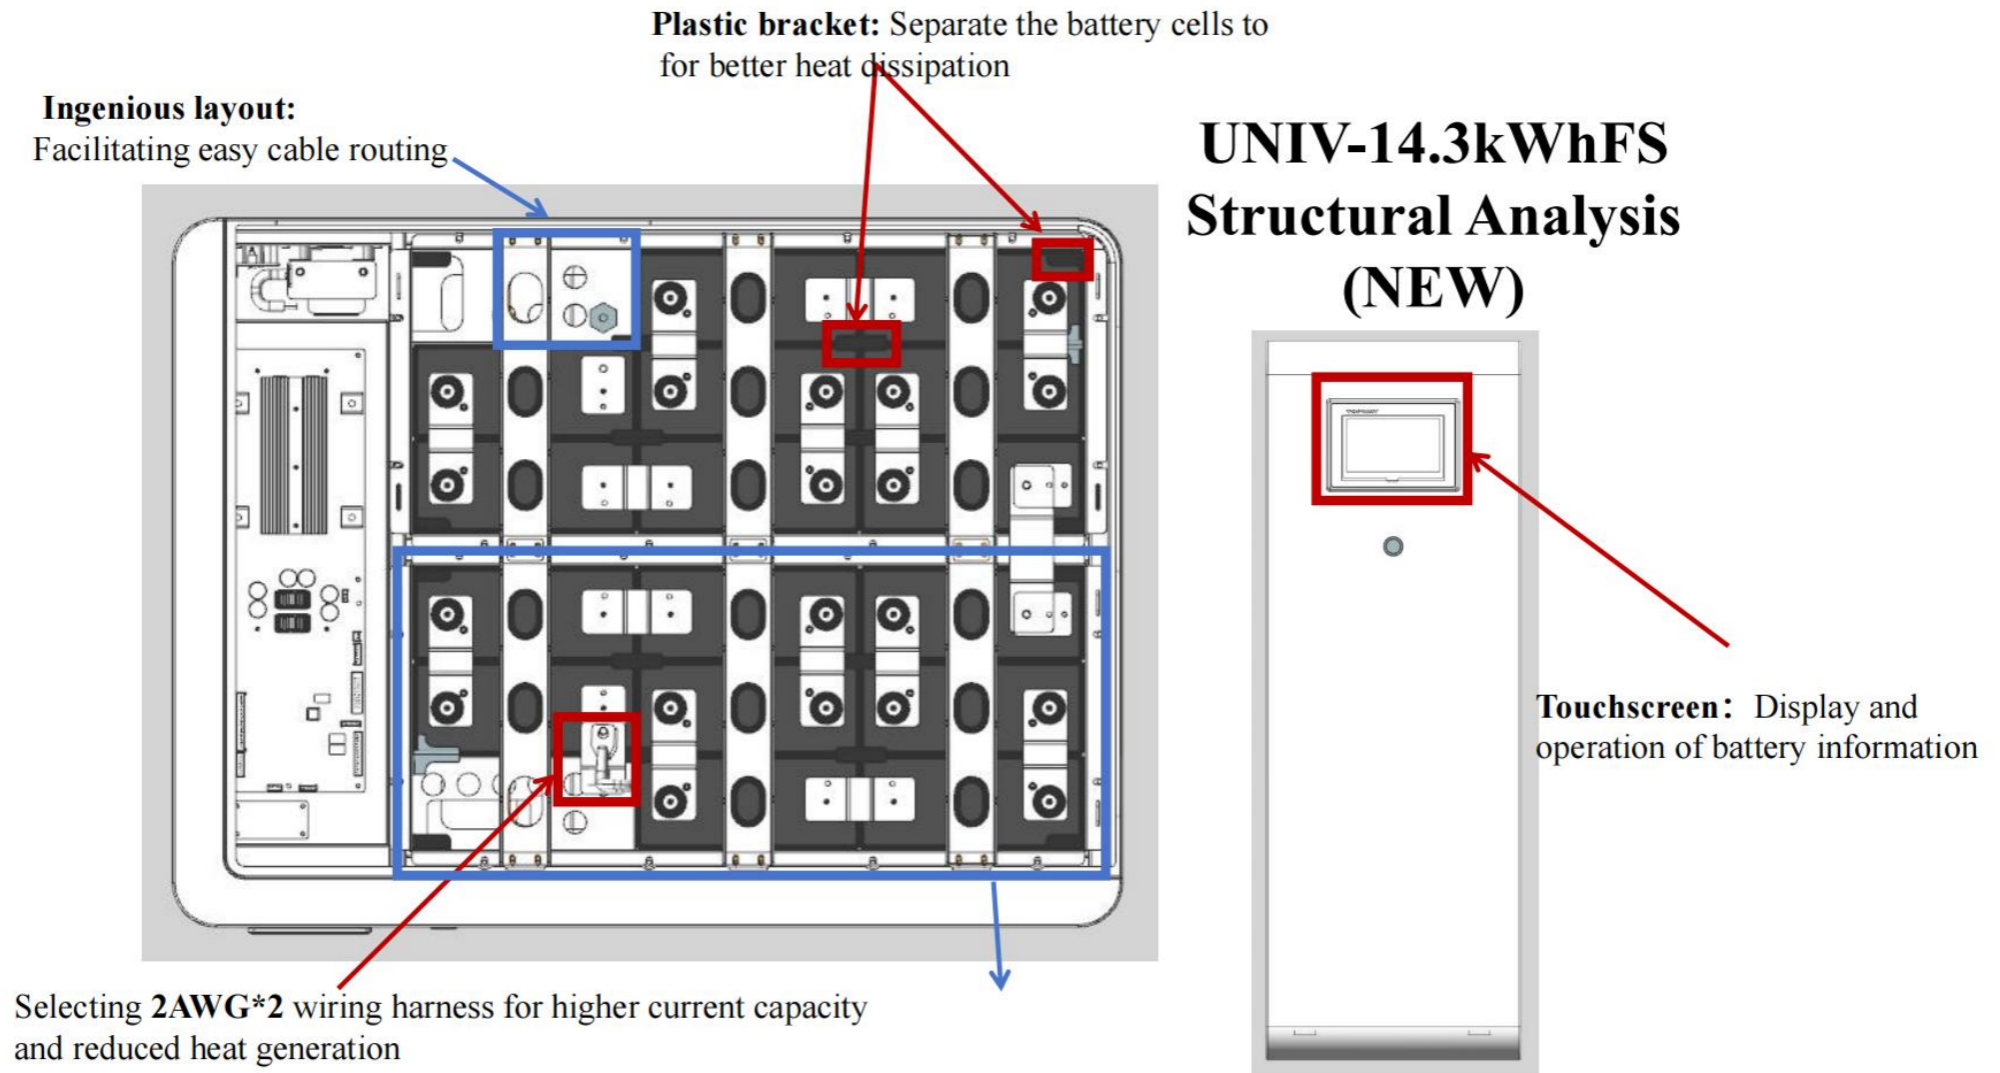 Plastic bracket: Separate the battery cells to
for better heat dissipation
Ingenious layout:
Facilitating easy cable routing
UNIV-14.3kWhFS
Structural Analysis
(NEW)
Touchscreen： Display and
operation of battery information
Selecting 2AWG*2 wiring harness for higher current capacity
and reduced heat generation